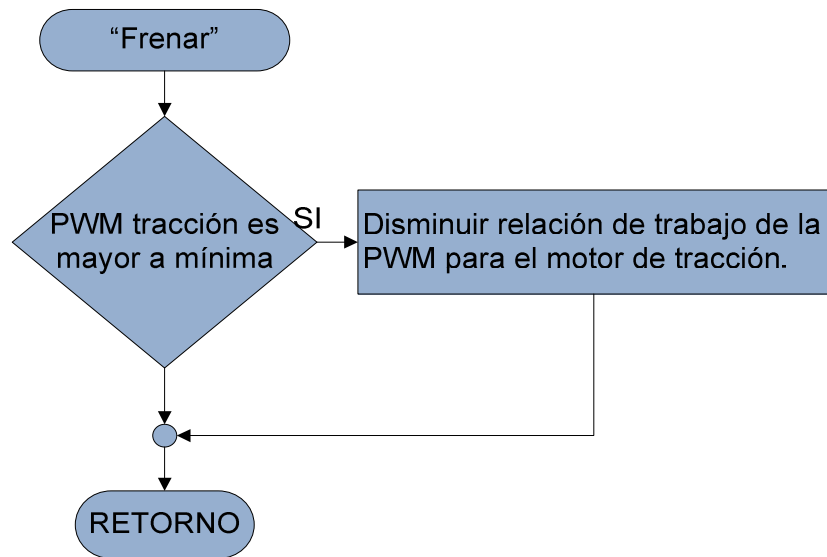 “Frenar”
PWM tracción es
mayor a mínima
SI
Disminuir relación de trabajo de la
PWM para el motor de tracción.
RETORNO